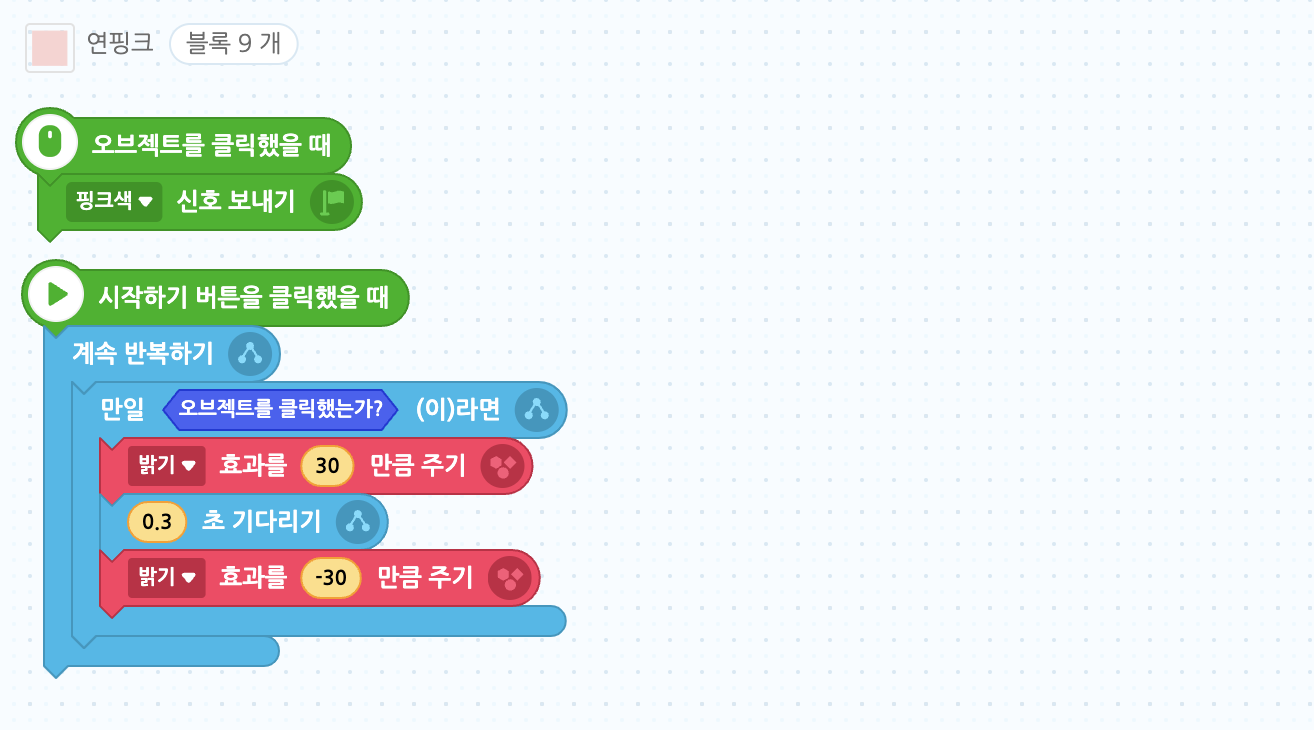 연핑크 블록 9 개
오브젝트를 클릭했을 때
핑크색 신호 보내기
시작하기 버튼을 클릭했을 때
계속 반복하기
만일 오브젝트를 클릭했는가? (이)라면
밝기 효과를 30 만큼 주기
0.3 초 기다리기
밝기 효과를 -30 만큼 주기